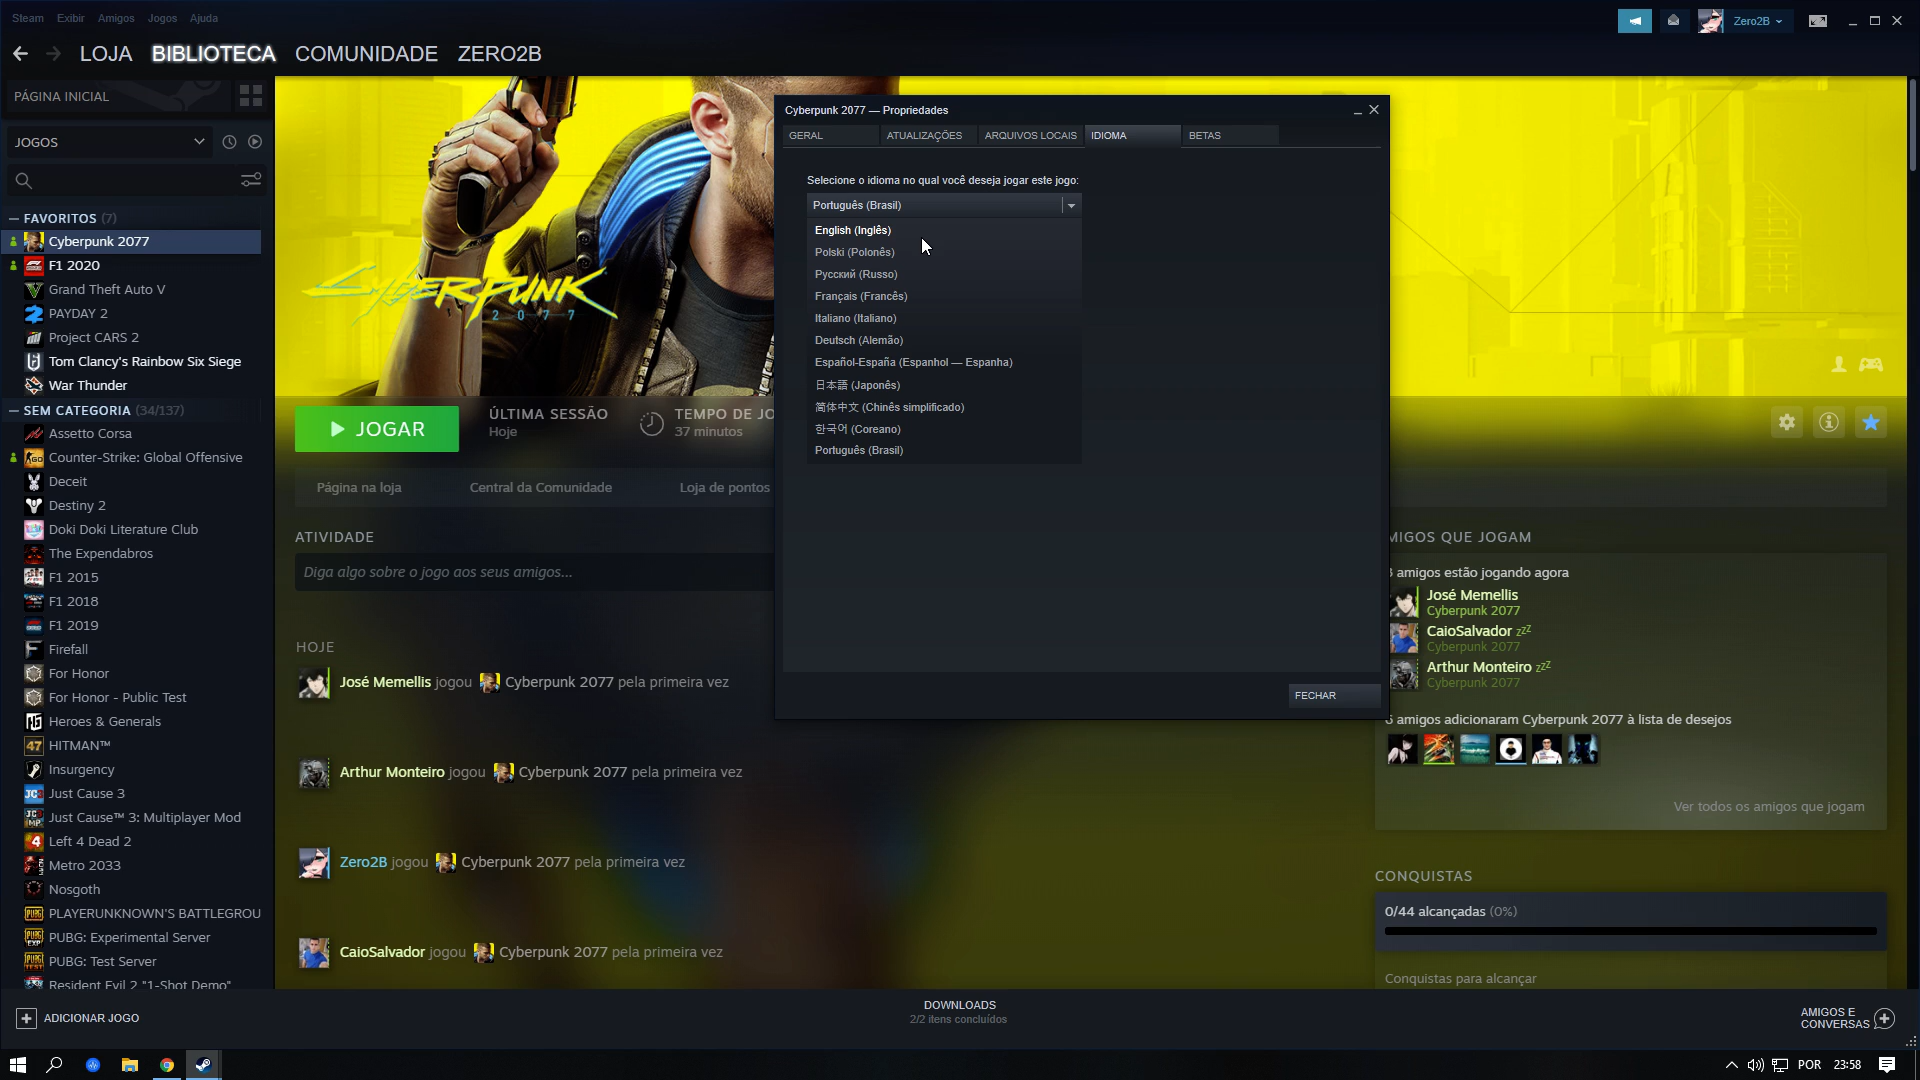 Steam Exibir Amigos Jogos Ajuda
Zero2B
LOJA BIBLIOTECA COMUNIDADE ZERO2B
PÁGINA INICIAL
JOGOS
FAVORITOS (7)
Cyberpunk 2077
F1 2020
Grand Theft Auto V
PAYDAY 2
Project CARS 2
Tom Clancy's Rainbow Six Siege
War Thunder
SEM CATEGORIA (34/137)
Assetto Corsa
Counter-Strike: Global Offensive
Deceit
Destiny 2
Doki Doki Literature Club
The Expendabros
F1 2015
F1 2018
F1 2019
Firefall
For Honor
For Honor - Public Test
Heroes & Generals
HITMAN™
Insurgency
Just Cause 3
Just Cause™ 3: Multiplayer Mod
Left 4 Dead 2
Metro 2033
Nosgoth
PLAYERUNKNOWN'S BATTLEGROU
PUBG: Experimental Server
PUBG: Test Server
Resident Evil 2 "1-Shot Demo"
ADICIONAR JOGO
CYBERPUNK
2077
JOGAR
ÚLTIMA SESSÃO
Hoje
TEMPO DE JO
37 minutos
Página na loja Central da Comunidade Loja de pontos
ATIVIDADE
Diga algo sobre o jogo aos seus amigos...
HOJE
José Memellis jogou Cyberpunk 2077 pela primeira vez
Arthur Monteiro jogou Cyberpunk 2077 pela primeira vez
Zero2B jogou Cyberpunk 2077 pela primeira vez
CaioSalvador jogou Cyberpunk 2077 pela primeira vez
Cyberpunk 2077 — Propriedades
GERAL ATUALIZAÇÕES ARQUIVOS LOCAIS IDIOMA BETAS
Selecione o idioma no qual você deseja jogar este jogo:
Português (Brasil)
English (Inglês)
Polski (Polonês)
Русский (Russo)
Français (Francês)
Italiano (Italiano)
Deutsch (Alemão)
Español-España (Espanhol — Espanha)
日本語 (Japonês)
简体中文 (Chinês simplificado)
한국어 (Coreano)
Português (Brasil)
FECHAR
MIGOS QUE JOGAM
3 amigos estão jogando agora
José Memellis
Cyberpunk 2077
CaioSalvador zzz
Cyberpunk 2077
Arthur Monteiro zzz
Cyberpunk 2077
6 amigos adicionaram Cyberpunk 2077 à lista de desejos
Ver todos os amigos que jogam
CONQUISTAS
0/44 alcançadas (0%)
Conquistas para alcançar
DOWNLOADS
2/2 itens concluídos
AMIGOS E
CONVERSAS
POR 23:58